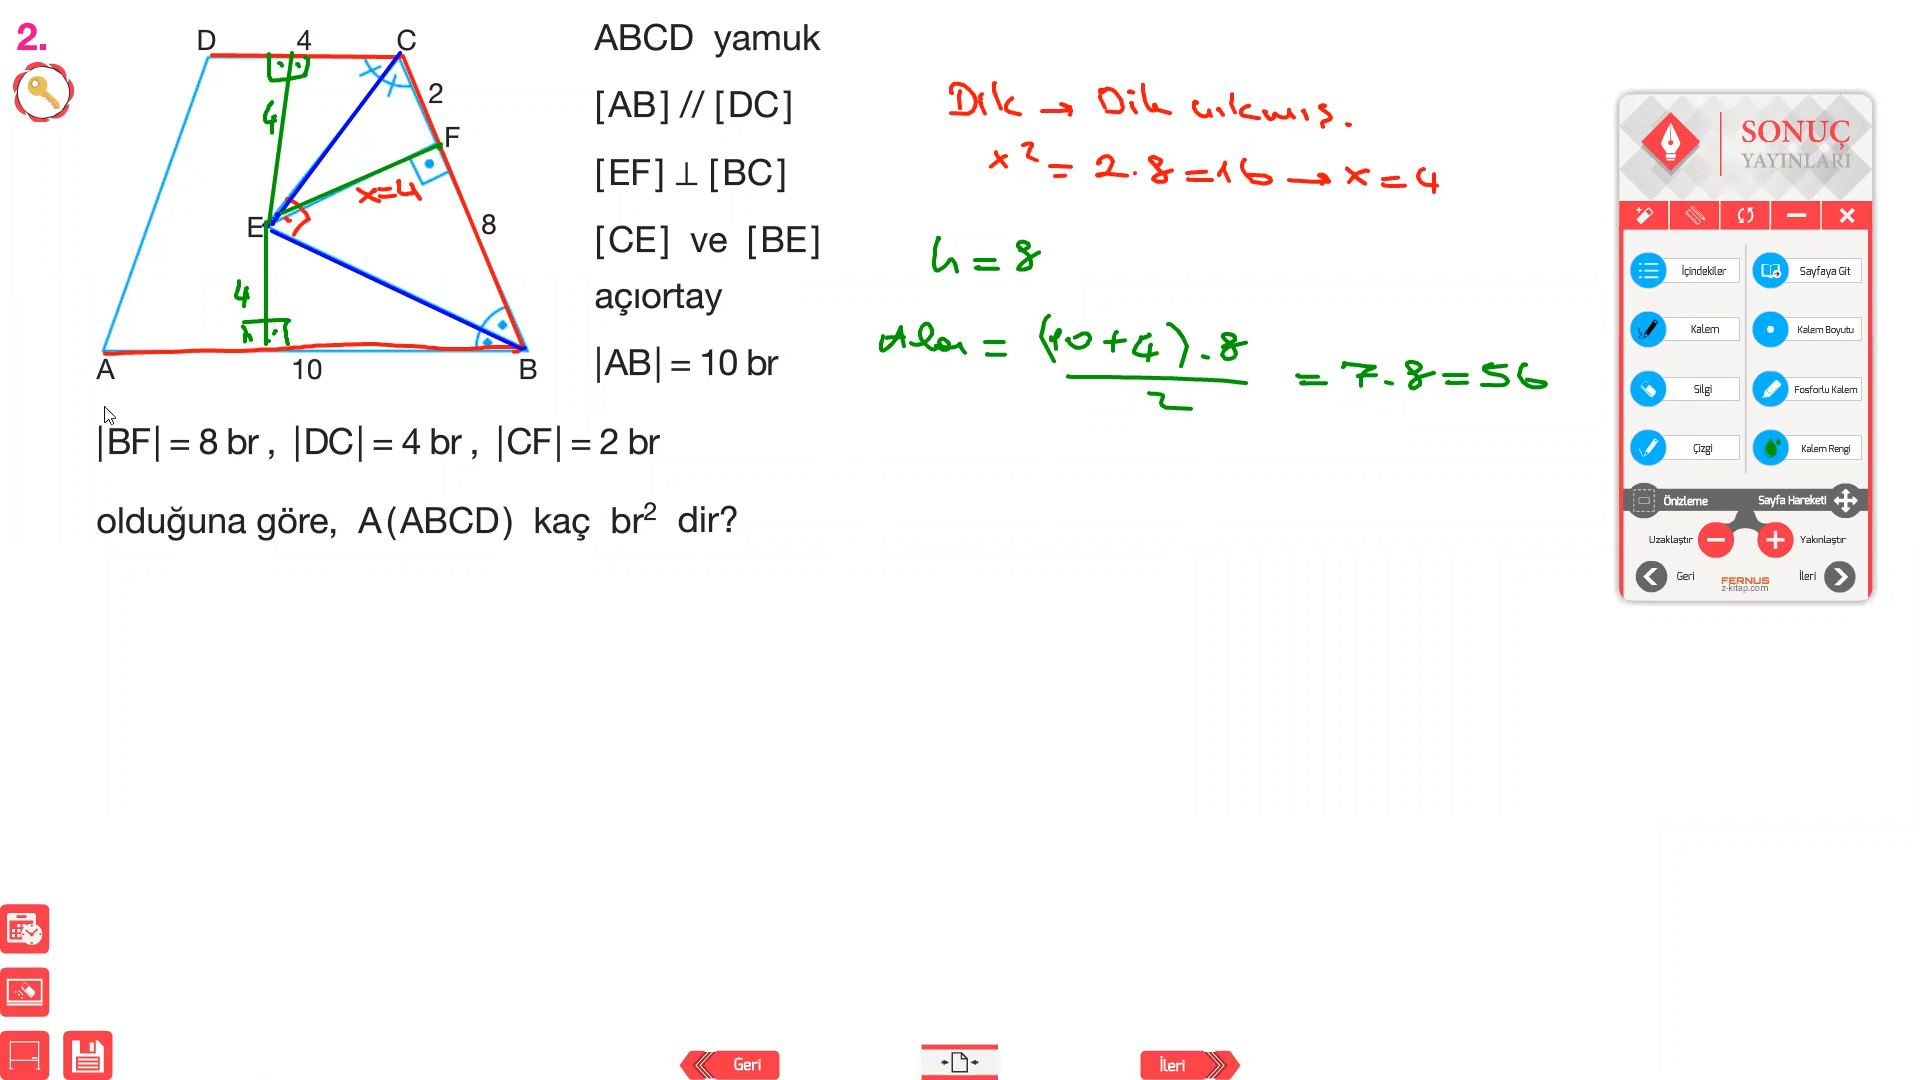 2.
D 4 C
2
F
4
x=4
E
8
4
A 10 B
ABCD yamuk
[AB] // [DC]
[EF] ⊥ [BC]
[CE] ve [BE]
açıortay
|AB| = 10 br
|BF| = 8 br , |DC| = 4 br , |CF| = 2 br
olduğuna göre, A(ABCD) kaç br² dir?
Dik → Dik çıkmış.
x² = 2.8=16 → x=4
h=8
Alan = (10+4).8 / 2 = 7.8=56
SONUÇ
YAYINLARI
İçindekiler
Sayfaya Git
Kalem
Kalem Boyutu
Silgi
Fosforlu Kalem
Çizgi
Kalem Rengi
Önizleme
Sayfa Hareketi
Uzaklaştır
Yakınlaştır
Geri
FERNUS
z-kitap.com
İleri
Geri
İleri